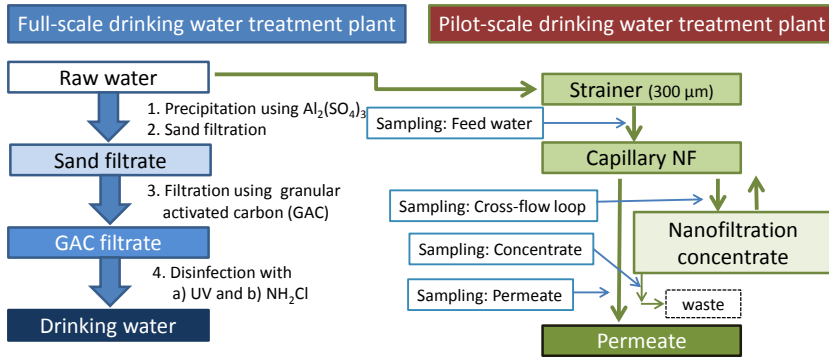 Full-scale drinking water treatment plant
Pilot-scale drinking water treatment plant
Raw water
1. Precipitation using Al₂(SO₄)₃
2. Sand filtration
Sand filtrate
3. Filtration using granular
activated carbon (GAC)
GAC filtrate
4. Disinfection with
a) UV and b) NH₂Cl
Drinking water
Strainer (300 µm)
Sampling: Feed water
Capillary NF
Sampling: Cross-flow loop
Nanofiltration
concentrate
Sampling: Concentrate
Sampling: Permeate
waste
Permeate